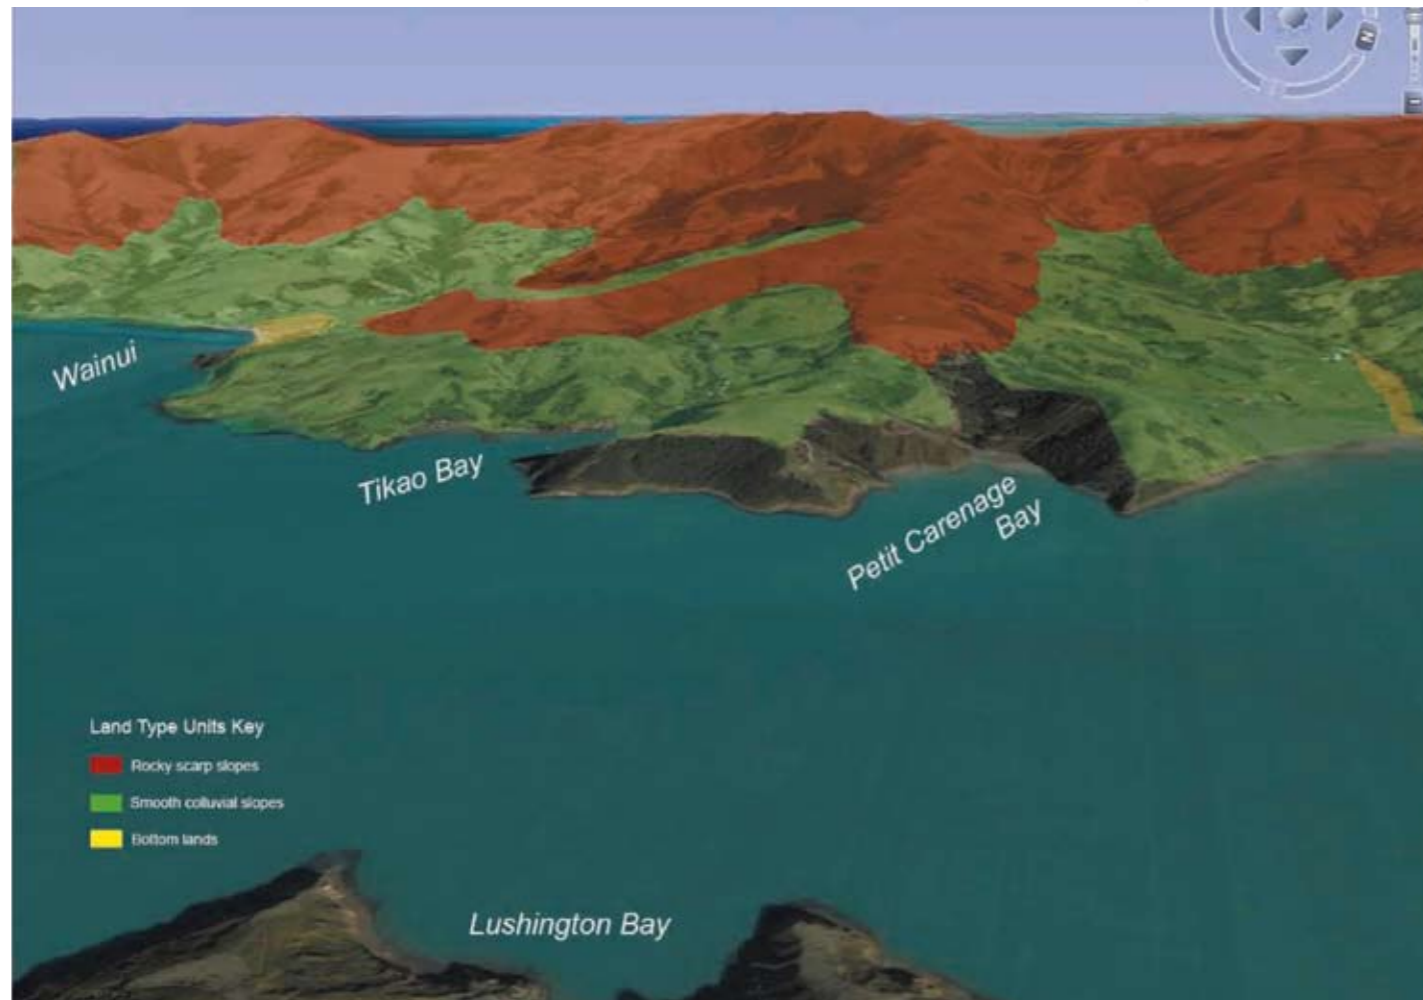 N
Wainui
Tikao Bay
Petit Carenage
Bay
Land Type Units Key
Rocky scarp slopes
Smooth colluvial slopes
Bottom lands
Lushington Bay